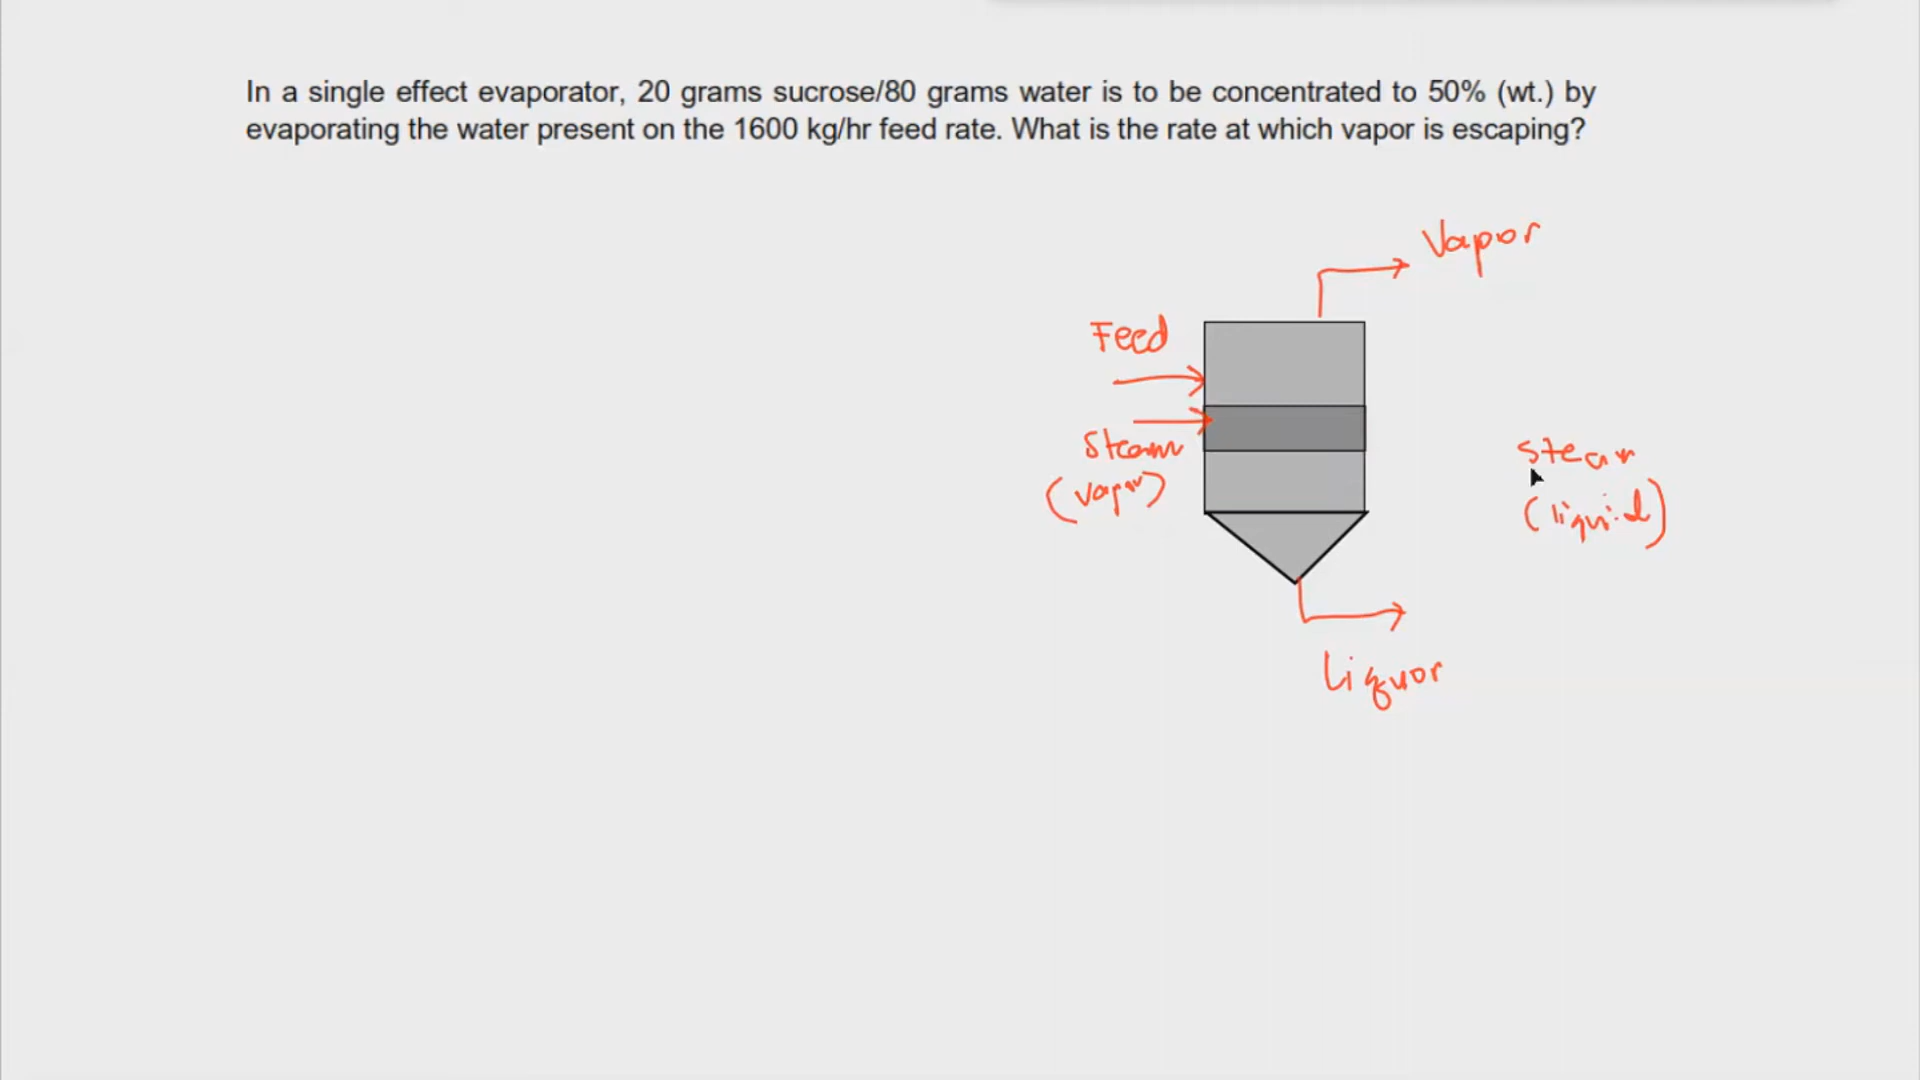 In a single effect evaporator, 20 grams sucrose/80 grams water is to be concentrated to 50% (wt.) by
evaporating the water present on the 1600 kg/hr feed rate. What is the rate at which vapor is escaping?
Vapor
Feed
Steam
(vapor)
steam
(liquid)
Liquor